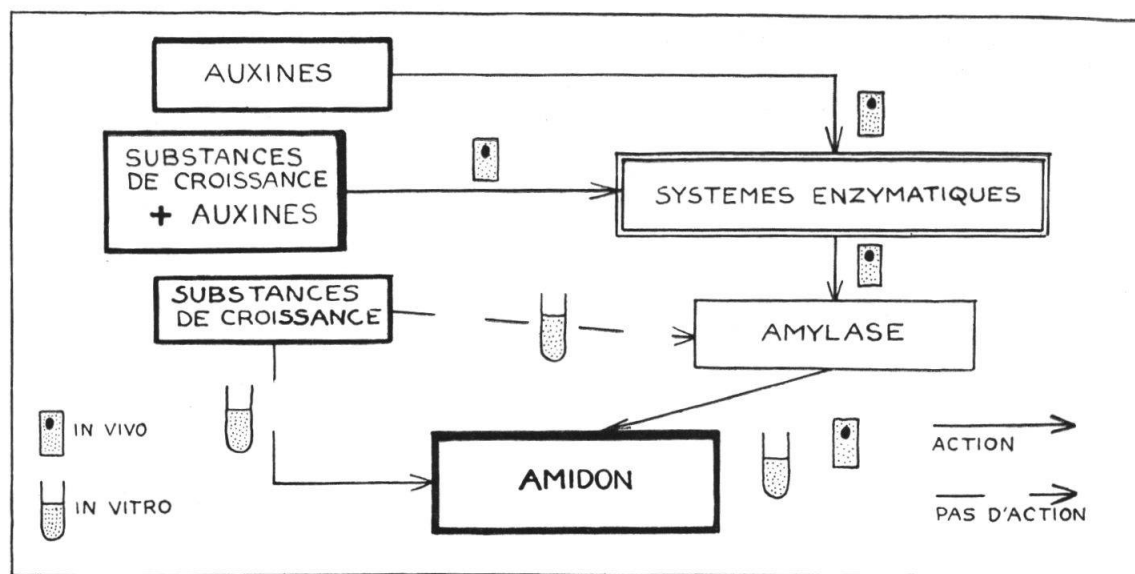 AUXINES
SUBSTANCES
DE CROISSANCE
+ AUXINES
SYSTEMES ENZYMATIQUES
SUBSTANCES
DE CROISSANCE
AMYLASE
IN VIVO
AMIDON
ACTION
IN VITRO
PAS D'ACTION